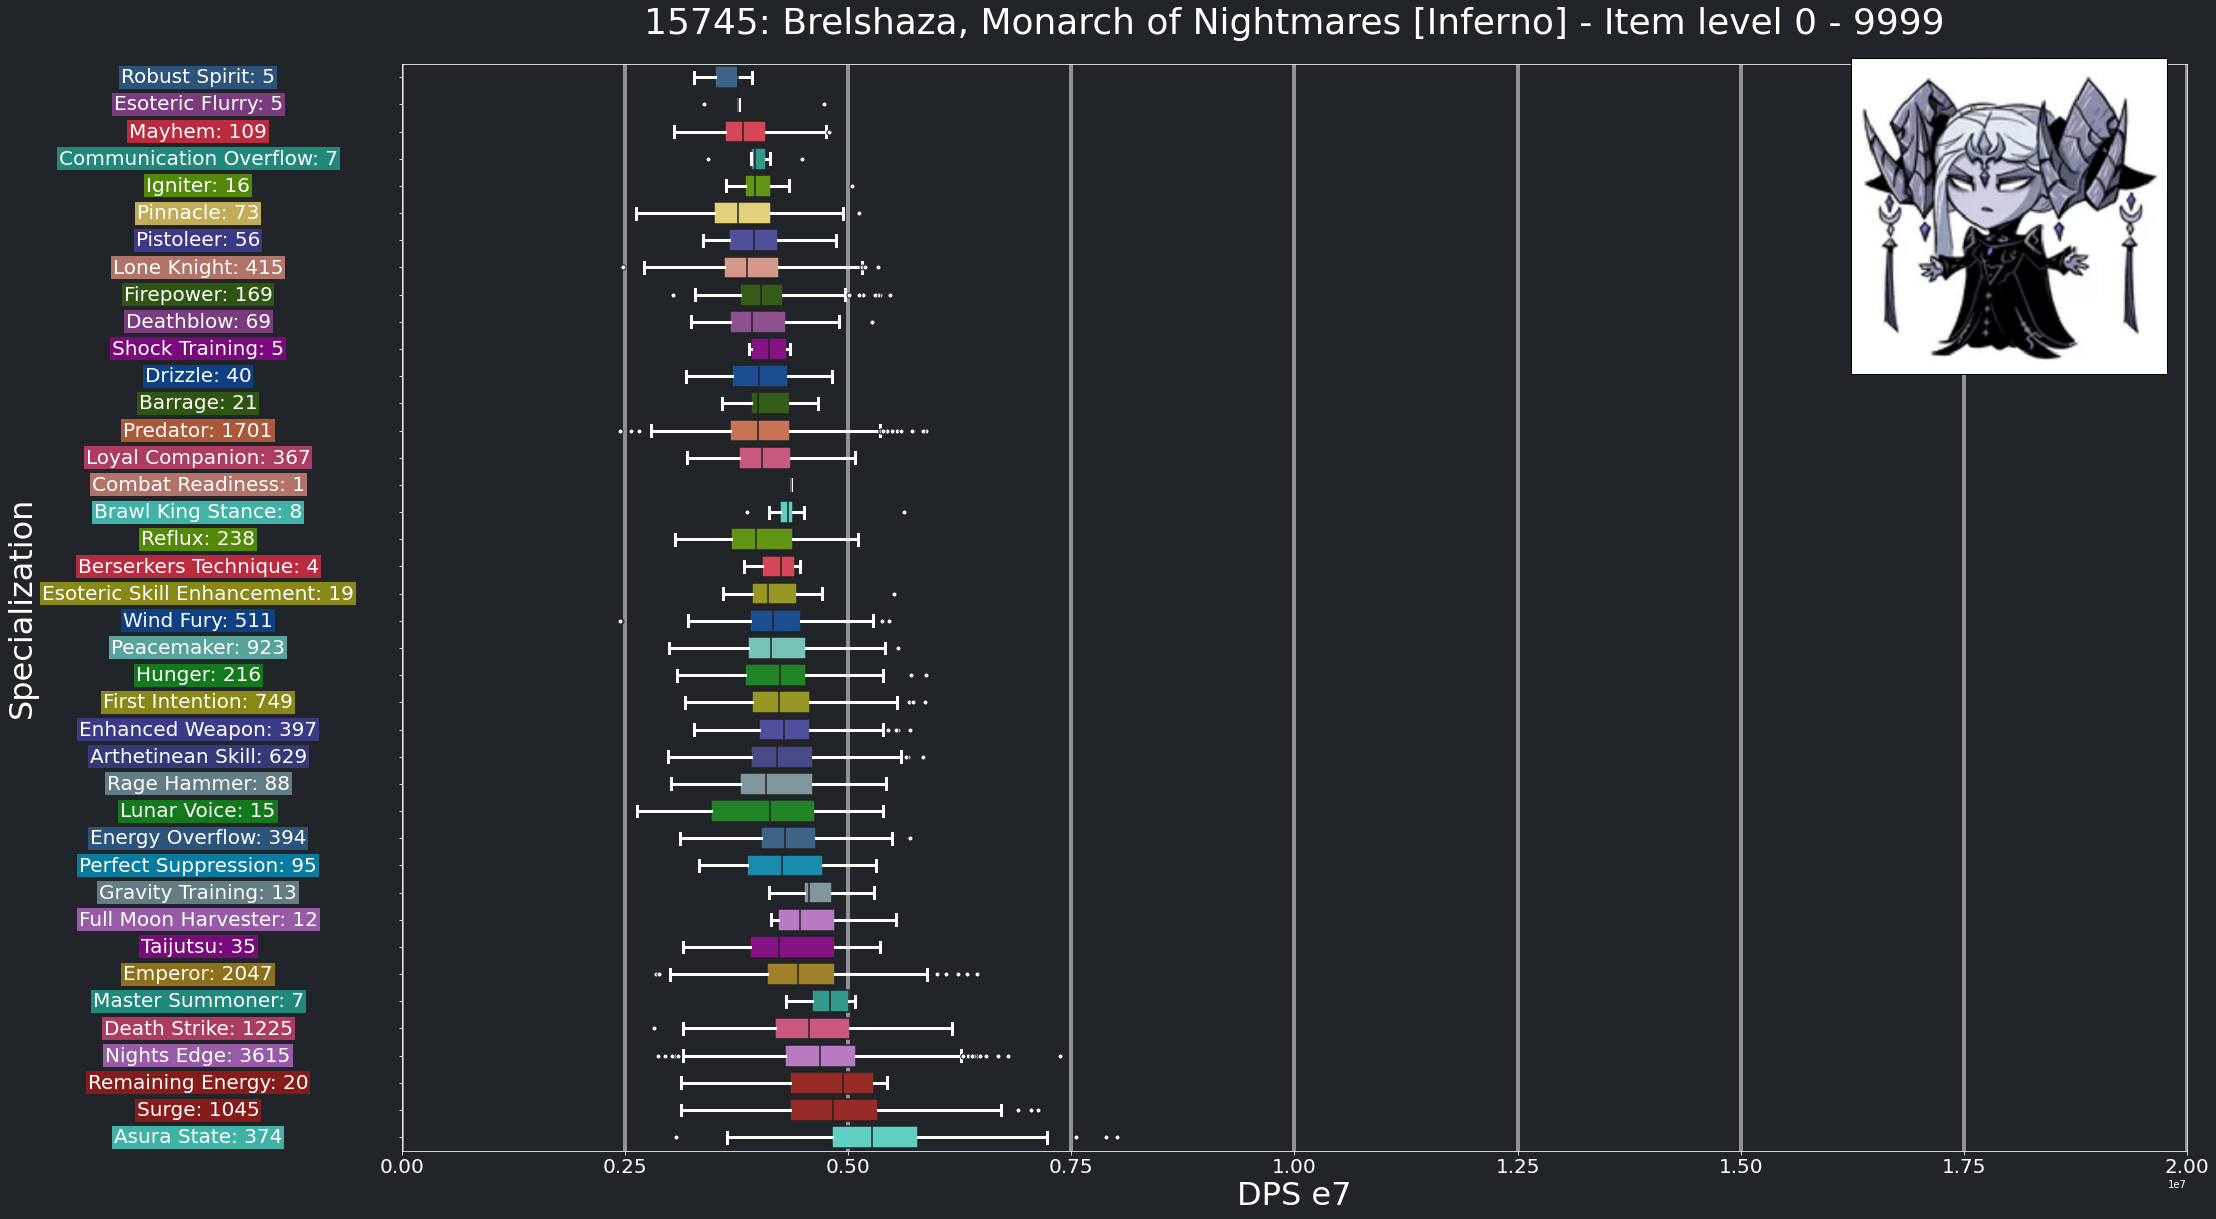 15745: Brelshaza, Monarch of Nightmares [Inferno] - Item level 0 - 9999
Specialization
Robust Spirit: 5
Esoteric Flurry: 5
Mayhem: 109
Communication Overflow: 7
Igniter: 16
Pinnacle: 73
Pistoleer: 56
Lone Knight: 415
Firepower: 169
Deathblow: 69
Shock Training: 5
Drizzle: 40
Barrage: 21
Predator: 1701
Loyal Companion: 367
Combat Readiness: 1
Brawl King Stance: 8
Reflux: 238
Berserkers Technique: 4
Esoteric Skill Enhancement: 19
Wind Fury: 511
Peacemaker: 923
Hunger: 216
First Intention: 749
Enhanced Weapon: 397
Arthetinean Skill: 629
Rage Hammer: 88
Lunar Voice: 15
Energy Overflow: 394
Perfect Suppression: 95
Gravity Training: 13
Full Moon Harvester: 12
Taijutsu: 35
Emperor: 2047
Master Summoner: 7
Death Strike: 1225
Nights Edge: 3615
Remaining Energy: 20
Surge: 1045
Asura State: 374
0.00 0.25 0.50 0.75 1.00 1.25 1.50 1.75 2.00
1e7
DPS e7